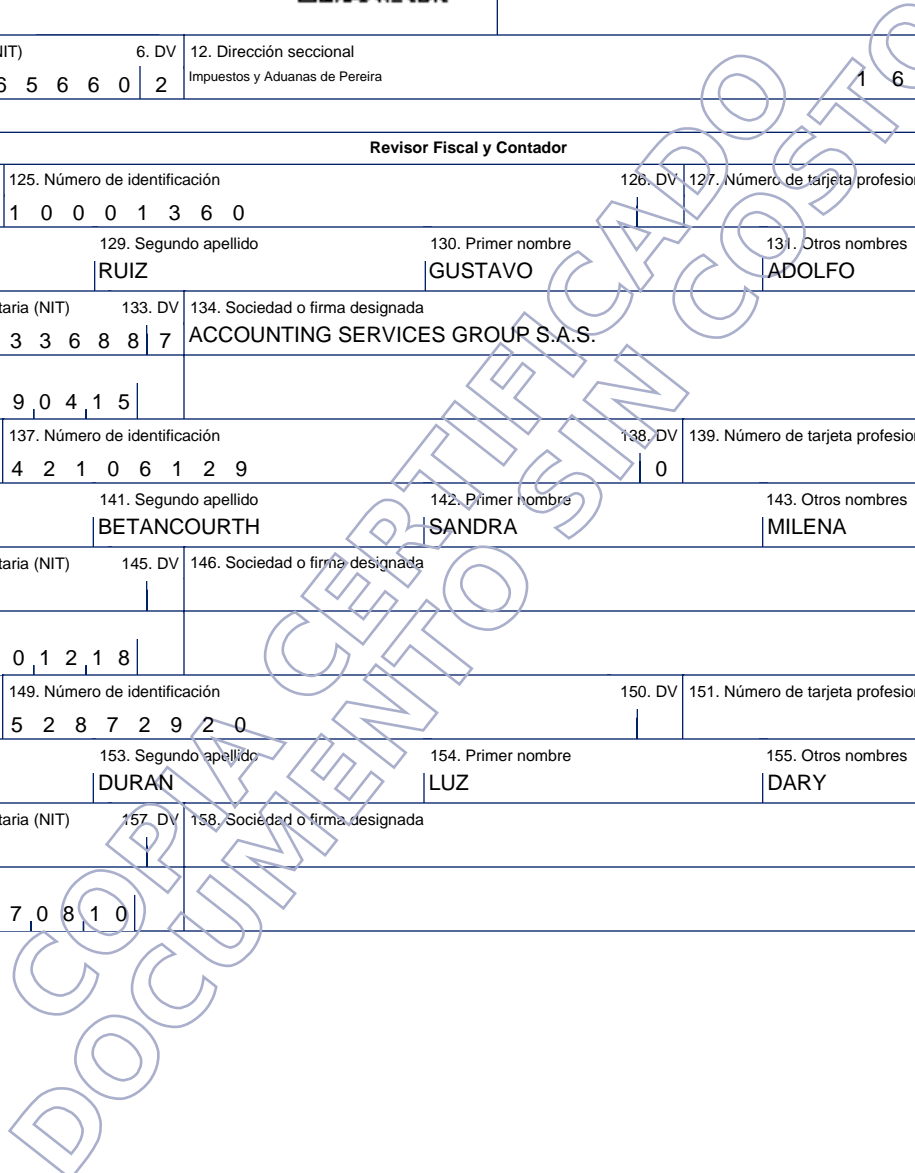 NIT) 6. DV 12. Dirección seccional
6 5 6 6 0 2 Impuestos y Aduanas de Pereira 1 6
Revisor Fiscal y Contador
125. Número de identificación 126. DV 127. Número de tarjeta profesion
1 0 0 0 1 3 6 0
129. Segundo apellido 130. Primer nombre 131. Otros nombres
RUIZ GUSTAVO ADOLFO
taria (NIT) 133. DV 134. Sociedad o firma designada
3 3 6 8 8 7 ACCOUNTING SERVICES GROUP S.A.S.
9 0 4 1 5
137. Número de identificación 138. DV 139. Número de tarjeta profesion
4 2 1 0 6 1 2 9 0
141. Segundo apellido 142. Primer nombre 143. Otros nombres
BETANCOURTH SANDRA MILENA
taria (NIT) 145. DV 146. Sociedad o firma designada
0 1 2 1 8
149. Número de identificación 150. DV 151. Número de tarjeta profesion
5 2 8 7 2 9 2 0
153. Segundo apellido 154. Primer nombre 155. Otros nombres
DURAN LUZ DARY
taria (NIT) 157. DV 158. Sociedad o firma designada
7 0 8 1 0
COPIA CERTIFICADO
DOCUMENTO SIN COSTO